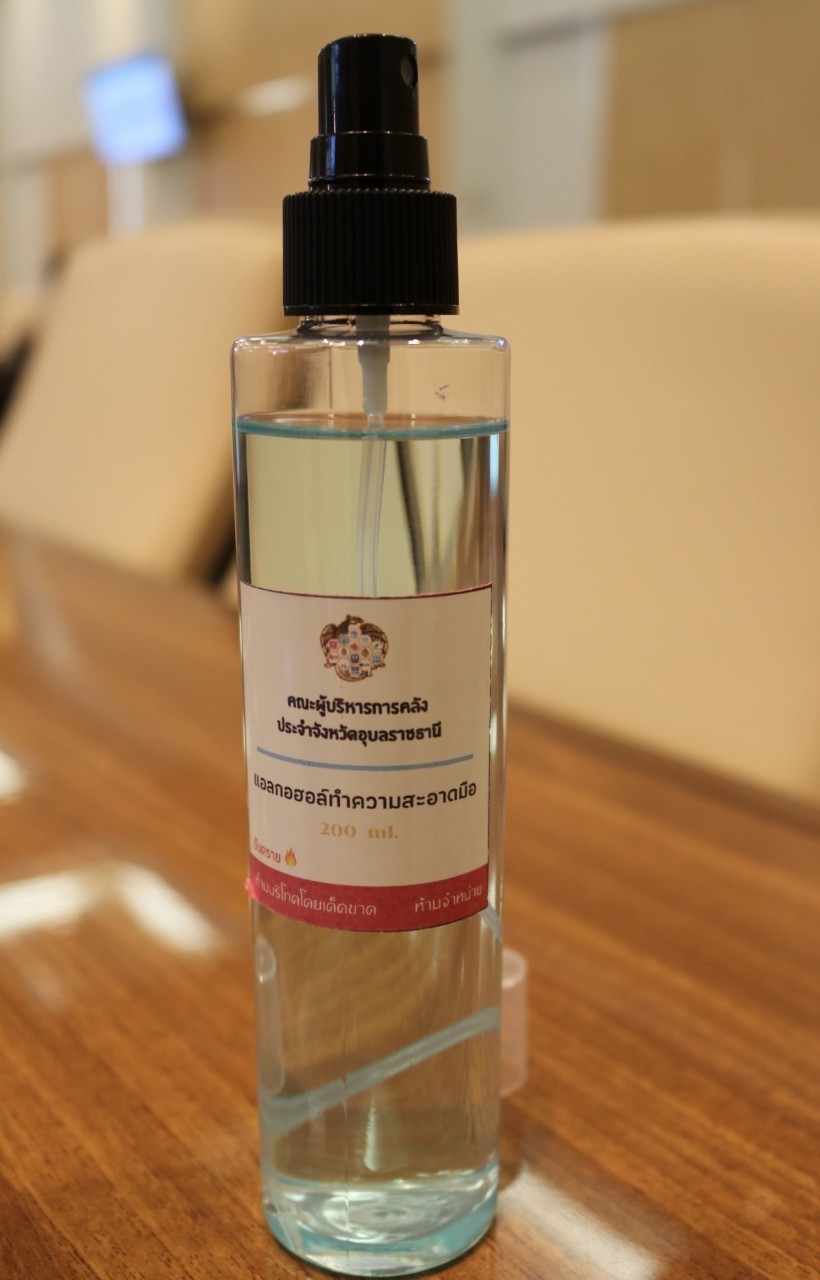 คณะผู้บริหารการคลัง
ประจำจังหวัดอุบลราชธานี
แอลกอฮอล์ทำความสะอาดมือ
200 ml.
อันตราย
ห้ามบริโภคโดยเด็ดขาด ห้ามจำหน่าย